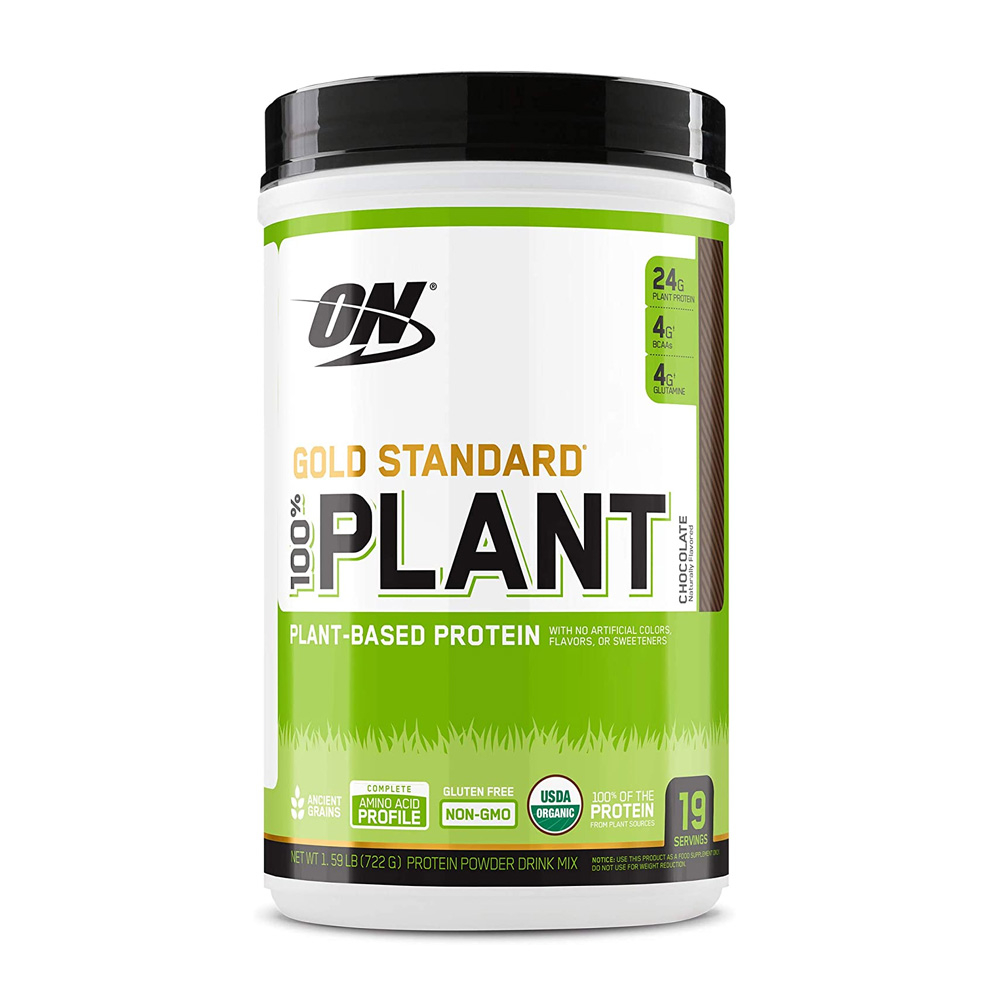 ON®
24G
PLANT PROTEIN
4G†
BCAAs
4G†
GLUTAMINE
GOLD STANDARD®
100% PLANT
CHOCOLATE
Naturally Flavored
PLANT-BASED PROTEIN
WITH NO ARTIFICIAL COLORS,
FLAVORS, OR SWEETENERS
ANCIENT
GRAINS
COMPLETE
AMINO ACID
PROFILE
GLUTEN FREE
NON-GMO
USDA
ORGANIC
100% OF THE
PROTEIN
FROM PLANT SOURCES
19
SERVINGS
NET WT 1.59 LB (722 G) PROTEIN POWDER DRINK MIX
NOTICE: USE THIS PRODUCT AS A FOOD SUPPLEMENT ONLY.
DO NOT USE FOR WEIGHT REDUCTION.